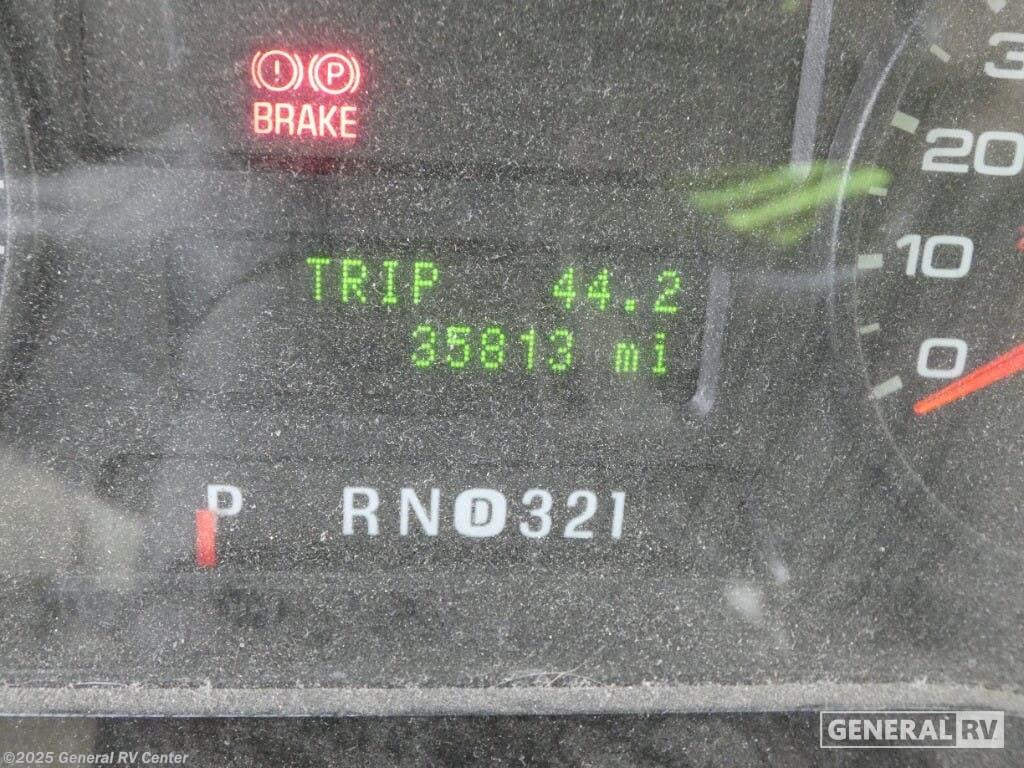 BRAKE
TRIP 44.2
35813 mi
P RND321
20
10
0
GENERAL RV
©2025 General RV Center